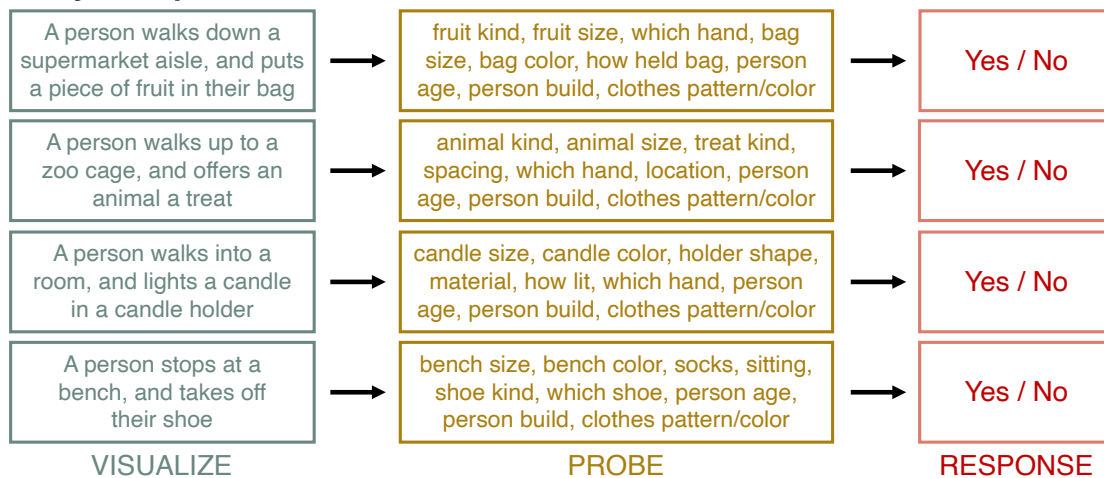 A person walks down a
supermarket aisle, and puts
a piece of fruit in their bag
fruit kind, fruit size, which hand, bag
size, bag color, how held bag, person
age, person build, clothes pattern/color
Yes / No
A person walks up to a
zoo cage, and offers an
animal a treat
animal kind, animal size, treat kind,
spacing, which hand, location, person
age, person build, clothes pattern/color
Yes / No
A person walks into a
room, and lights a candle
in a candle holder
candle size, candle color, holder shape,
material, how lit, which hand, person
age, person build, clothes pattern/color
Yes / No
A person stops at a
bench, and takes off
their shoe
bench size, bench color, socks, sitting,
shoe kind, which shoe, person age,
person build, clothes pattern/color
Yes / No
VISUALIZE
PROBE
RESPONSE